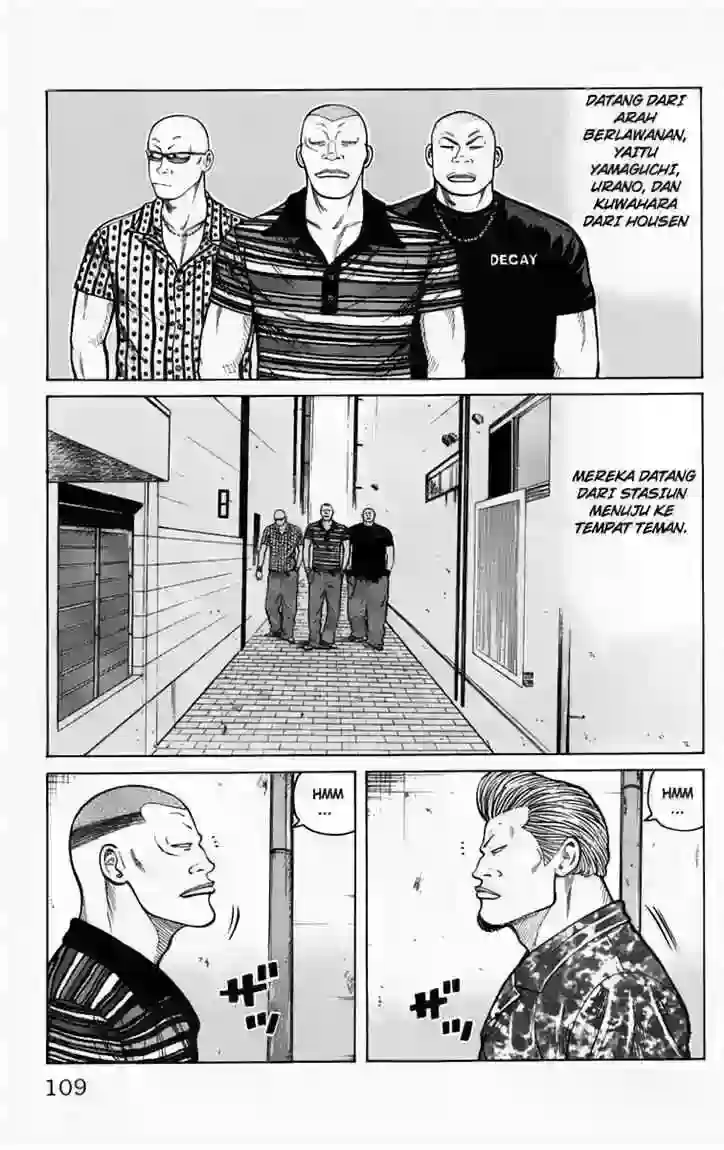 DATANG DARI
ARAH
BERLAWANAN,
YAITU
YAMAGUCHI,
URANO, DAN
KUWAHARA
DARI HOUSEN
DECAY
MEREKA DATANG
DARI STASIUN
MENUJU KE
TEMPAT TEMAN.
HMM
...
HMM
...
...
ザッ
ザッ
109